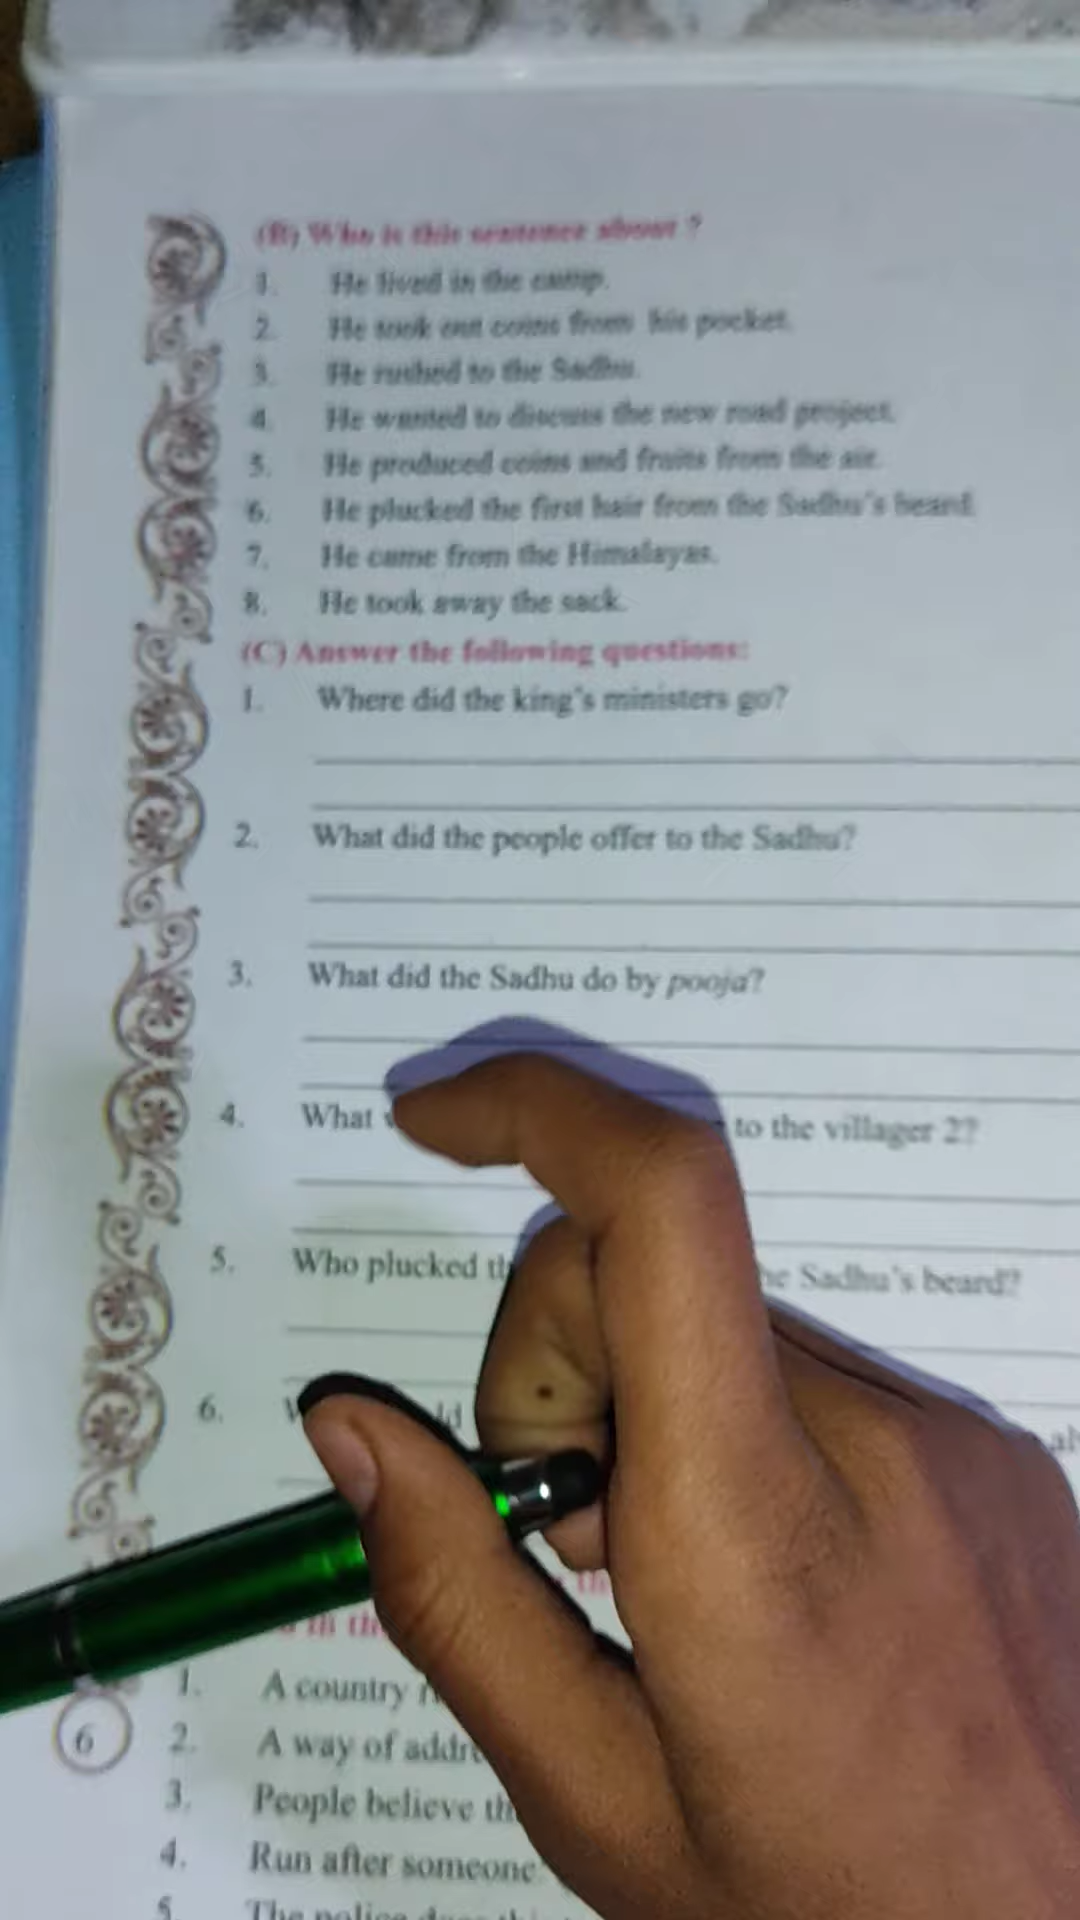 (B) Who is this sentence about ?
1. He lived in the camp.
2. He took out coins from his pocket.
3. He rushed to the Sadhu.
4. He wanted to discuss the new road project.
5. He produced coins and fruits from the air.
6. He plucked the first hair from the Sadhu's beard.
7. He came from the Himalayas.
8. He took away the sack.
(C) Answer the following questions:
1. Where did the king's ministers go?
2. What did the people offer to the Sadhu?
3. What did the Sadhu do by pooja?
4. What to the villager 2?
5. Who plucked Sadhu's beard?
6.
in
1. A country
2. A way of
3. People believe
4. Run after someone
5. The police
6